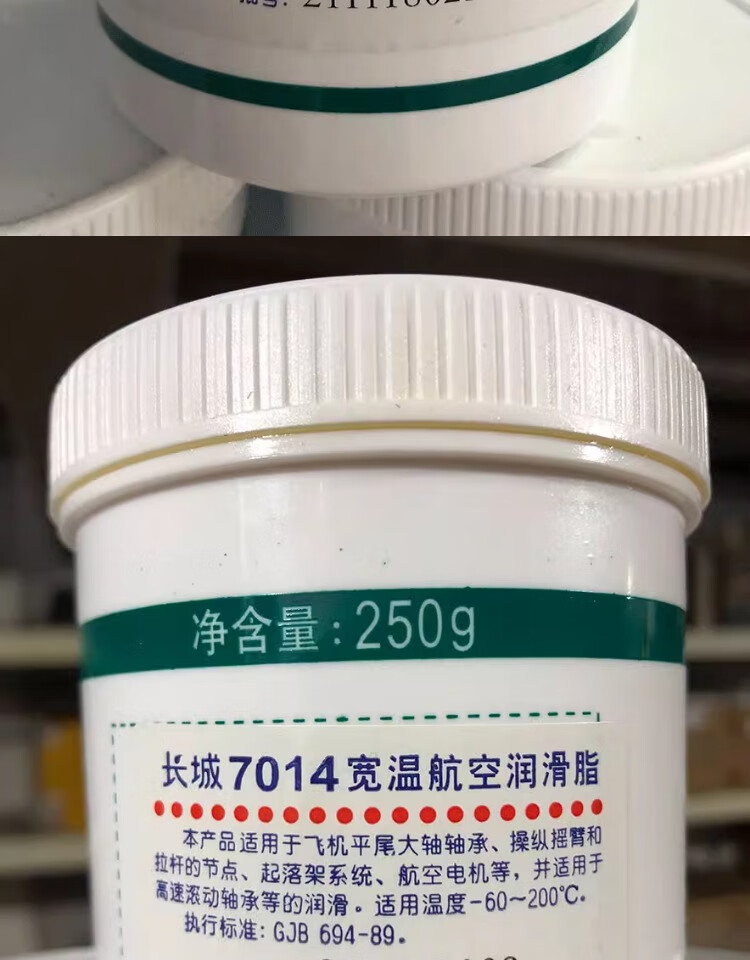 净含量：250g
长城7014宽温航空润滑脂
本产品适用于飞机平尾大轴轴承、操纵摇臂和
拉杆的节点、起落架系统、航空电机等，并适用于
高速滚动轴承等的润滑。适用温度-60～200℃。
执行标准：GJB 694-89。